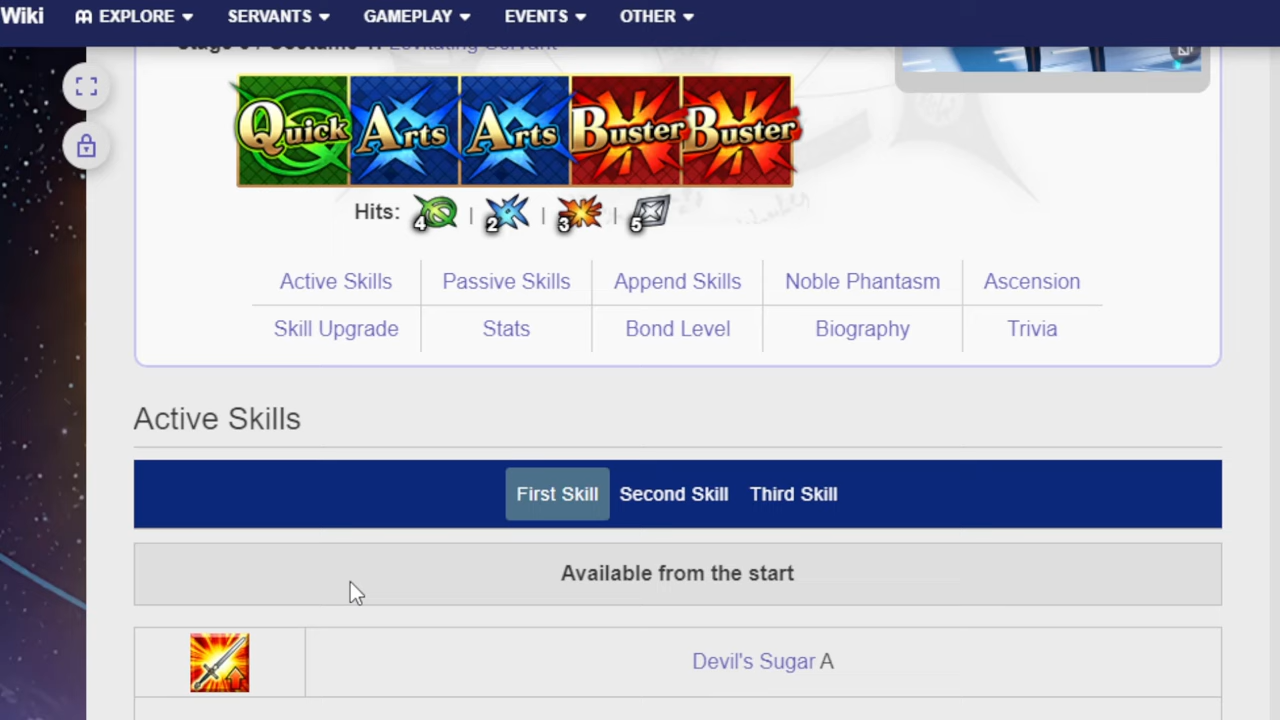 Wiki EXPLORE SERVANTS GAMEPLAY EVENTS OTHER
Levitating Servant
Quick Arts Arts Buster Buster
Hits: 4 | 2 | 3 | 5
Active Skills Passive Skills Append Skills Noble Phantasm Ascension
Skill Upgrade Stats Bond Level Biography Trivia
Active Skills
First Skill Second Skill Third Skill
Available from the start
Devil's Sugar A